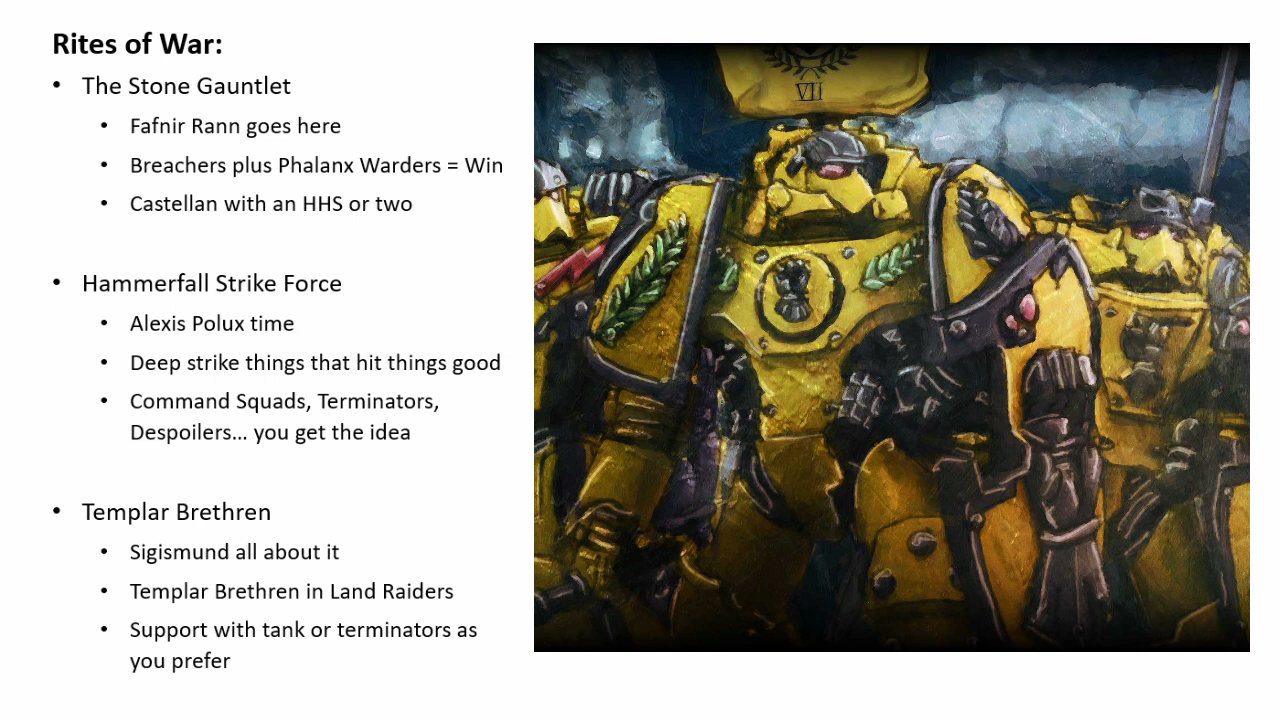 Rites of War:
• The Stone Gauntlet
• Fafnir Rann goes here
• Breachers plus Phalanx Warders = Win
• Castellan with an HHS or two
• Hammerfall Strike Force
• Alexis Polux time
• Deep strike things that hit things good
• Command Squads, Terminators,
Despoilers... you get the idea
• Templar Brethren
• Sigismund all about it
• Templar Brethren in Land Raiders
• Support with tank or terminators as
you prefer
VII